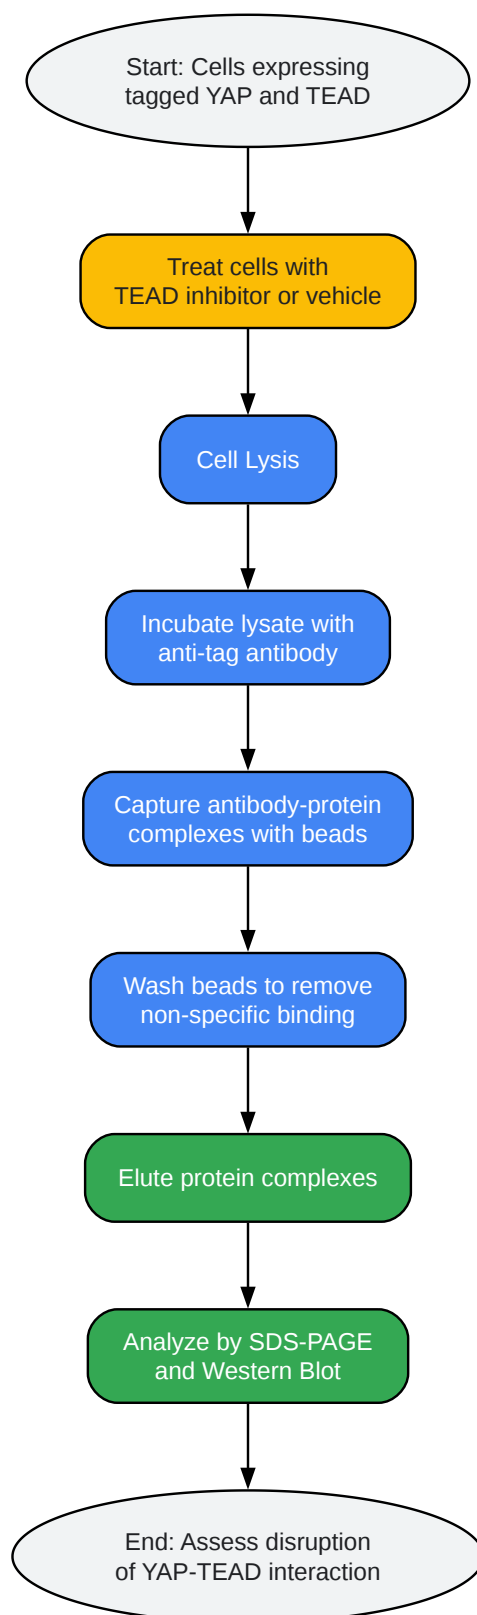 Start: Cells expressing
tagged YAP and TEAD
Treat cells with
TEAD inhibitor or vehicle
Cell Lysis
Incubate lysate with
anti-tag antibody
Capture antibody-protein
complexes with beads
Wash beads to remove
non-specific binding
Elute protein complexes
Analyze by SDS-PAGE
and Western Blot
End: Assess disruption
of YAP-TEAD interaction